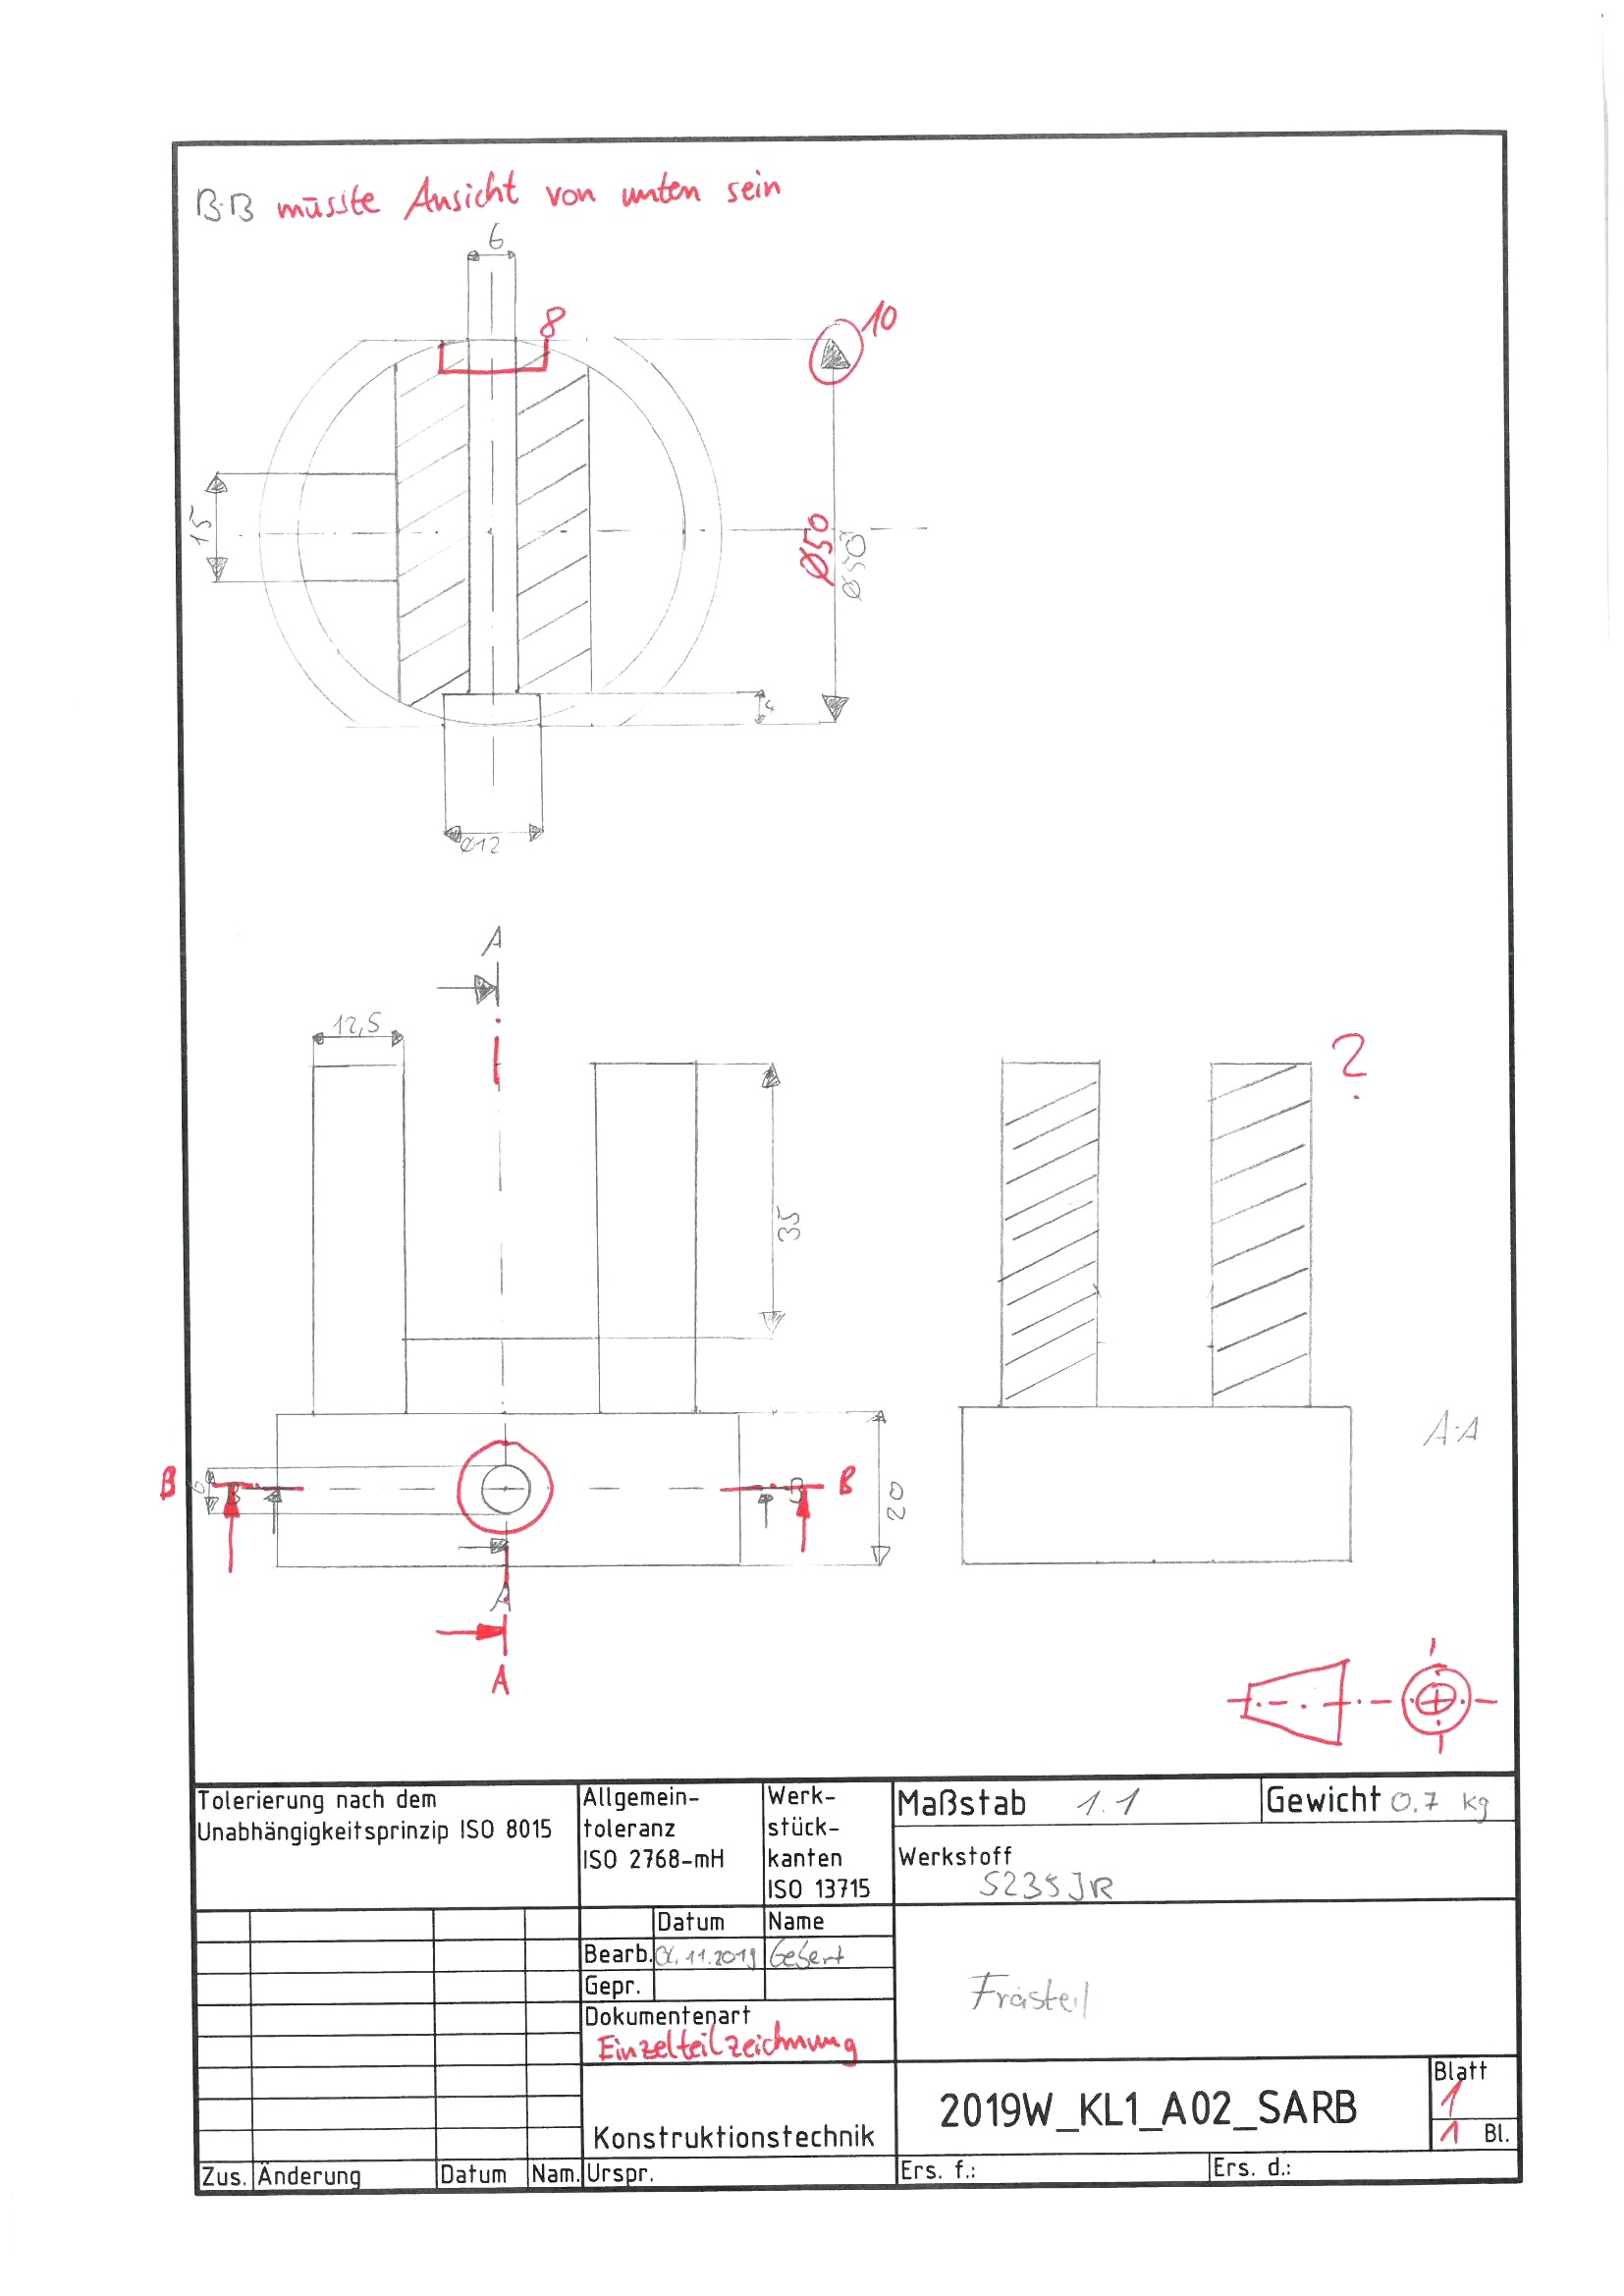 B-B müsste Ansicht von unten sein
6
8
10
15
Ø50
Ø50
4
Ø12
A
12,5
?
35
A-A
B
6
B
B
B
20
A
A
Tolerierung nach dem
Unabhängigkeitsprinzip ISO 8015
Allgemein-
toleranz
ISO 2768-mH
Werk-
stück-
kanten
ISO 13715
Maßstab 1:1
Gewicht 0.7 kg
Werkstoff
S235JR
Datum Name
Bearb. 11.2019
Gepr.
Dokumentenart
Einzelteilzeichnung
Frästeil
Konstruktionstechnik
2019W_KL1_A02_SARB
Blatt
1
1 Bl.
Zus. Änderung Datum Nam. Urspr. Ers. f.: Ers. d.: